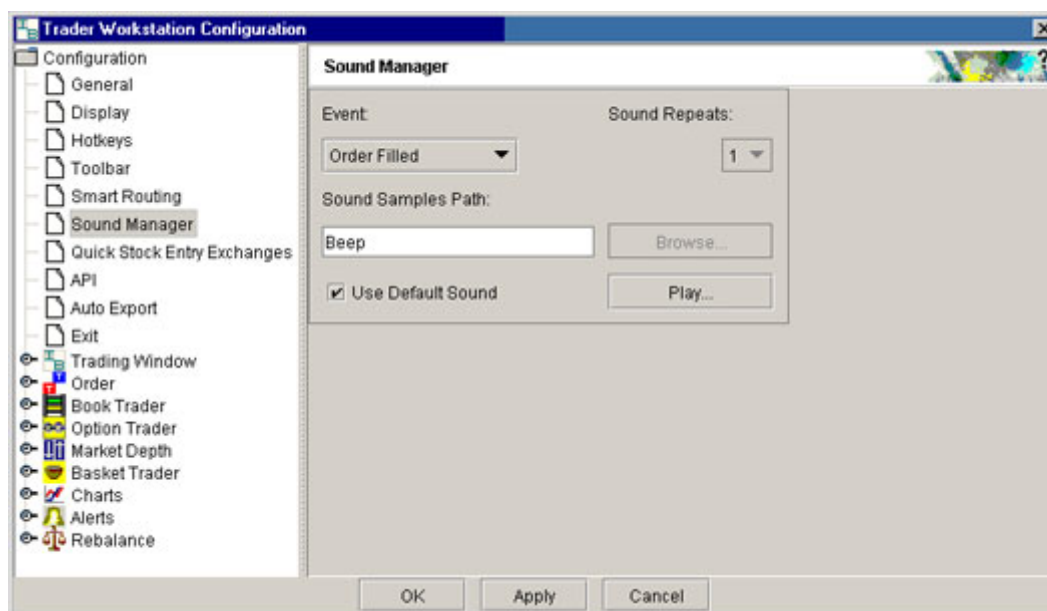 Trader Workstation Configuration
Configuration
General
Display
Hotkeys
Toolbar
Smart Routing
Sound Manager
Quick Stock Entry Exchanges
API
Auto Export
Exit
Trading Window
Order
Book Trader
Option Trader
Market Depth
Basket Trader
Charts
Alerts
Rebalance
Sound Manager
?
Event: Sound Repeats:
Order Filled 1
Sound Samples Path:
Beep Browse...
Use Default Sound Play...
OK Apply Cancel